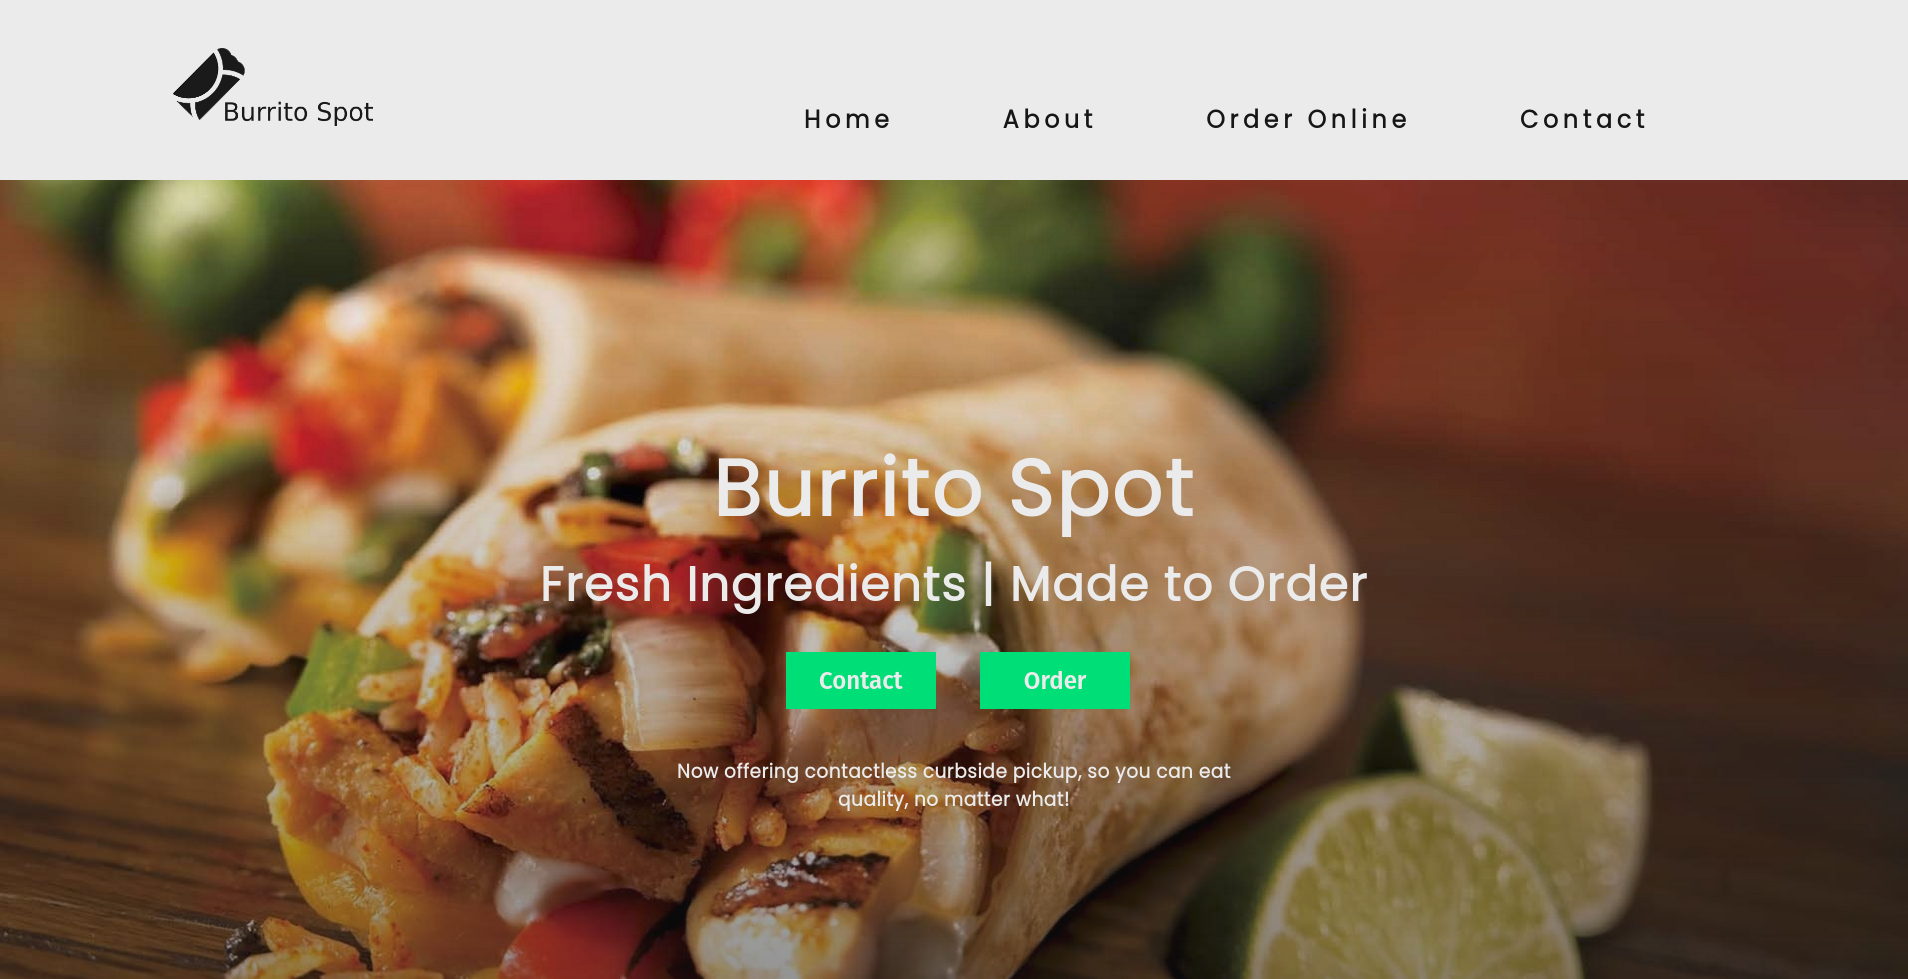 Burrito Spot
Home About Order Online Contact
Burrito Spot
Fresh Ingredients | Made to Order
Contact Order
Now offering contactless curbside pickup, so you can eat
quality, no matter what!